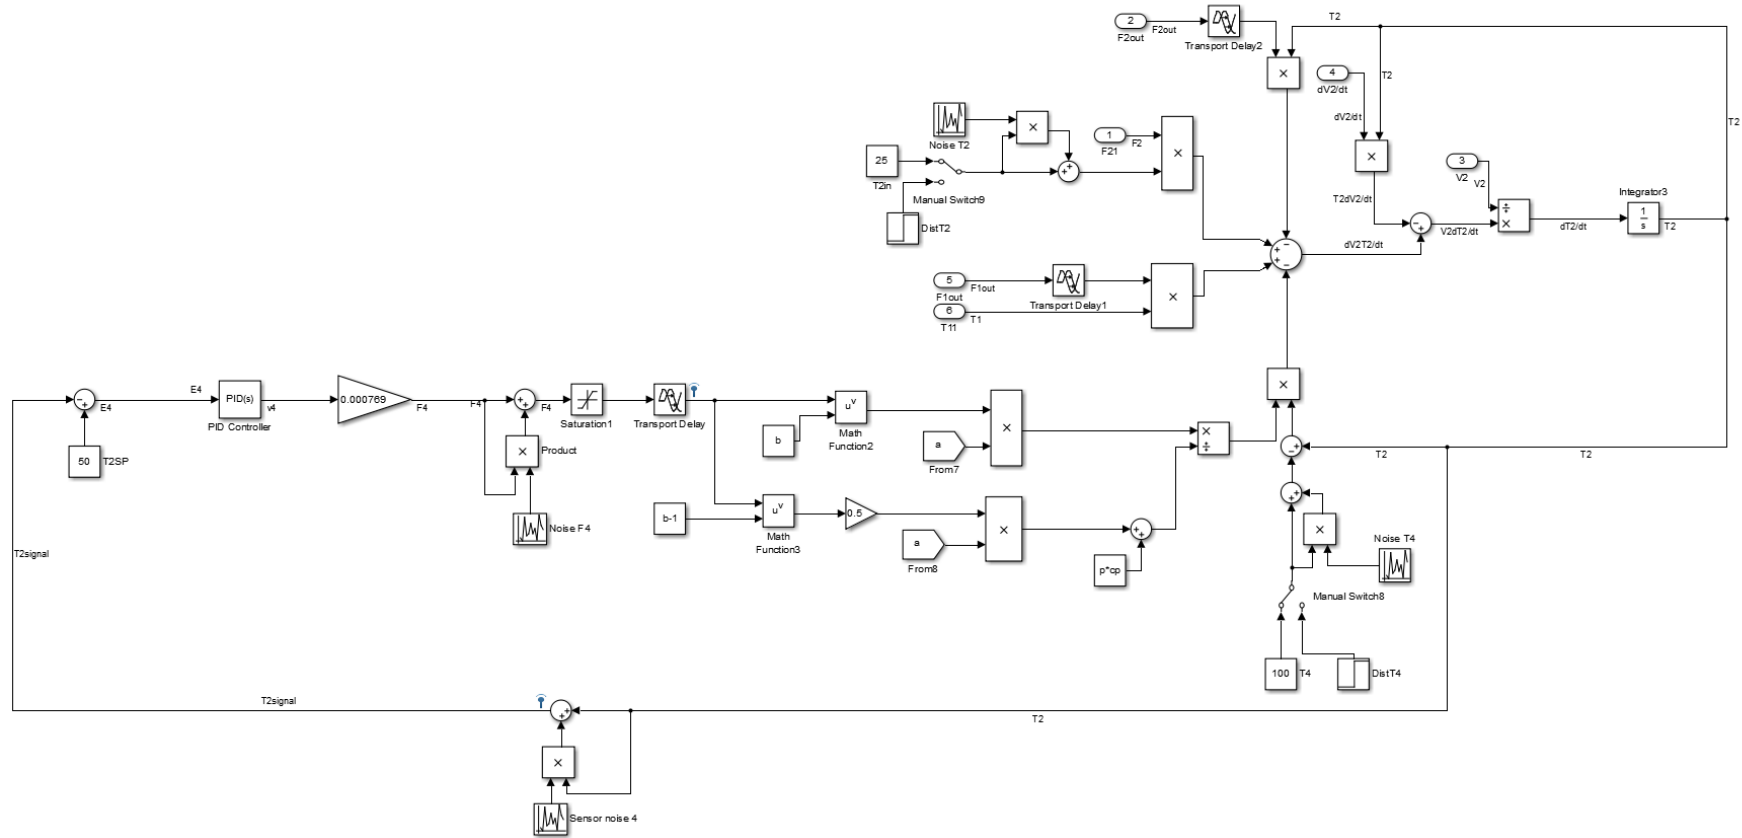 2
F2out
F2out
Transport Delay2
T2
×
4
dV2/dt
T2
dV2/dt
T2
Noise T2
×
1
F21
F2
×
×
25
T2in
Manual Switch9
DistT2
3
V2
V2
T2dV2/dt
V2dT2/dt
÷
×
dT2/dt
Integrator3
1
s
T2
dV2T2/dt
5
F1out
F1out
Transport Delay1
6
T11
T1
×
E4
E4
PID(s)
PID Controller
v4
0.000769
F4
F4
F4
Saturation1
Transport Delay
50
T2SP
×
Product
Noise F4
b
u^v
Math
Function2
a
From7
×
×
÷
×
T2
T2
b-1
u^v
Math
Function3
0.5
a
From8
×
p*cp
×
Noise T4
Manual Switch8
100
T4
DistT4
T2signal
T2signal
T2
×
Sensor noise 4